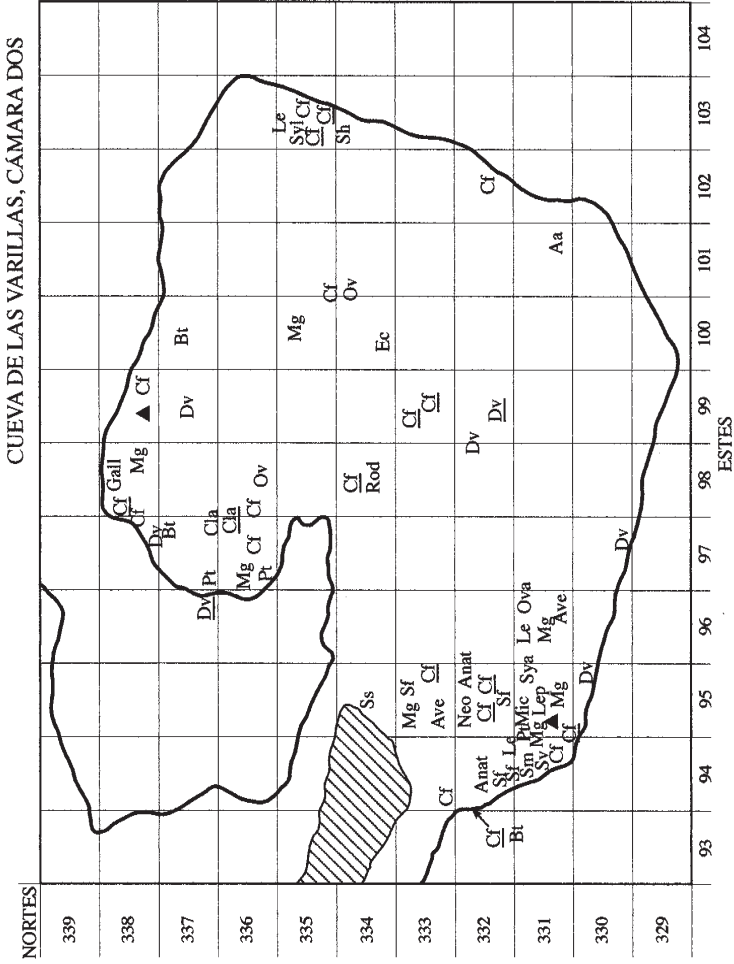 CUEVA DE LAS VARILLAS, CÁMARA DOS
NORTES
339
338
337
336
335
334
333
332
331
330
329
Cf
Gall
Cf
Mg
Cf
Dv
Bt
Dv
Bt
Dv
Pt
Cla
Cla
Mg
Cf
Cf
Ov
Pt
Mg
Le
Syl
Cf
Cf
Cf
Sh
Cf
Ov
Ec
Ss
Cf
Rod
Mg Sf
Ave
Cf
Cf
Cf
Cf
Neo Anat
Cf
Cf
Sf
Dv
Dv
Cf
Cf
Bt
Anat
Sf
Sf
Le
Sm
Pt
Mic
Sya
Le Ova
Sv
Mg
Lep
Mg
Ave
Aa
Cf
Mg
Cf
Dv
Dv
93
94
95
96
97
98
99
100
101
102
103
104
ESTES